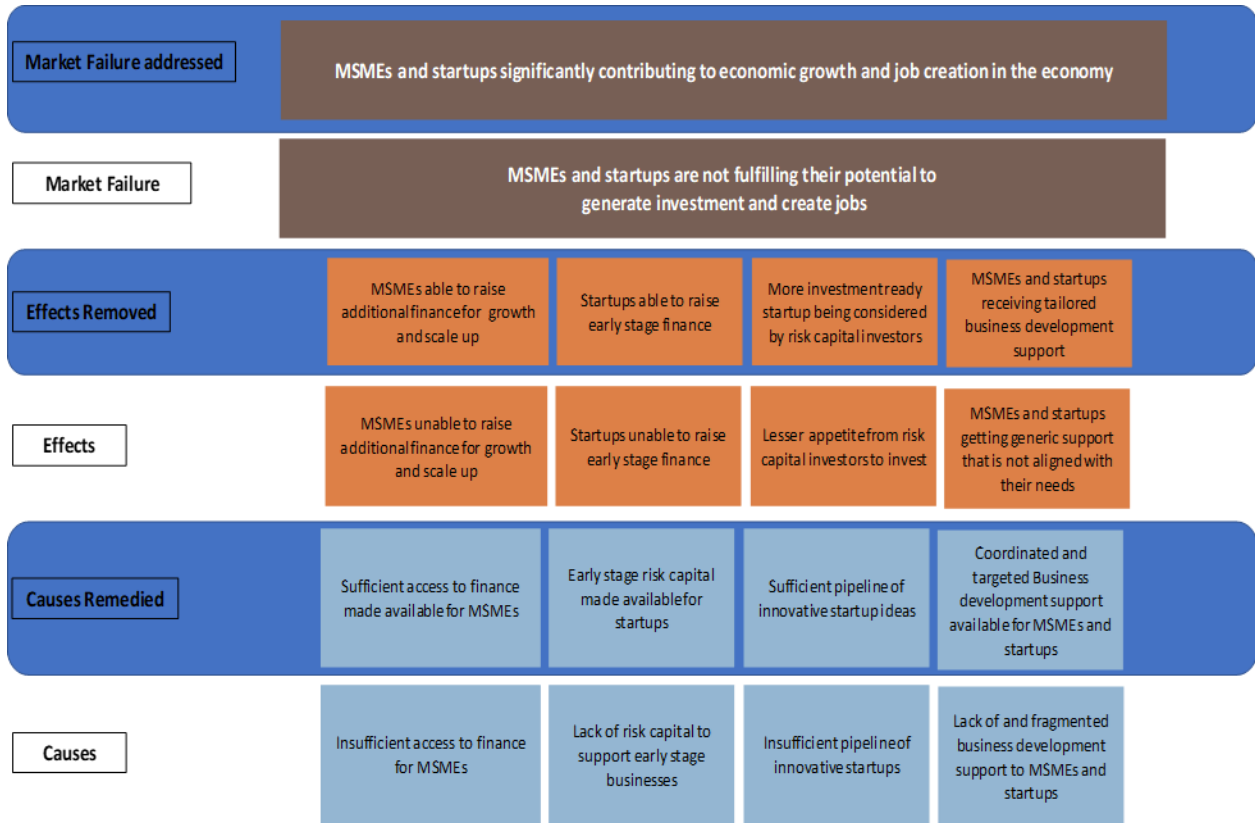 Market Failure addressed
MSMEs and startups significantly contributing to economic growth and job creation in the economy
Market Failure
MSMEs and startups are not fulfilling their potential to
generate investment and create jobs
Effects Removed
MSMEs able to raise
additional finance for growth
and scale up
Startups able to raise
early stage finance
More investment ready
startup being considered
by risk capital investors
MSMEs and startups
receiving tailored
business development
support
Effects
MSMEs unable to raise
additional finance for growth
and scale up
Startups unable to raise
early stage finance
Lesser appetite from risk
capital investors to invest
MSMEs and startups
getting generic support
that is not aligned with
their needs
Causes Remedied
Sufficient access to finance
made available for MSMEs
Early stage risk capital
made available for
startups
Sufficient pipeline of
innovative startup ideas
Coordinated and
targeted Business
development support
available for MSMEs and
startups
Causes
Insufficient access to finance
for MSMEs
Lack of risk capital to
support early stage
businesses
Insufficient pipeline of
innovative startups
Lack of and fragmented
business development
support to MSMEs and
startups